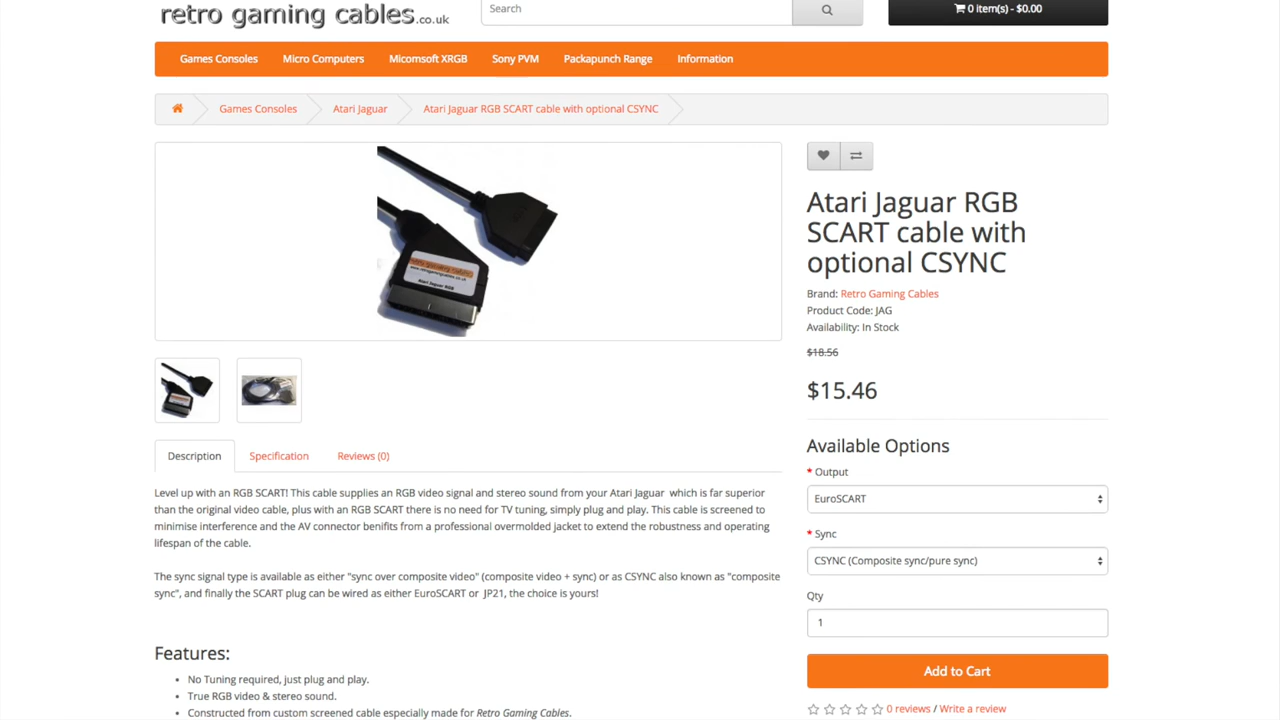 retro gaming cables.co.uk
Search
0 item(s) - $0.00
Games Consoles Micro Computers Micomsoft XRGB Sony PVM Packapunch Range Information
Games Consoles Atari Jaguar Atari Jaguar RGB SCART cable with optional CSYNC
retro gaming cables
www.retrogamingcables.co.uk
Atari Jaguar RGB
Atari Jaguar RGB
SCART cable with
optional CSYNC
Brand: Retro Gaming Cables
Product Code: JAG
Availability: In Stock
$18.56
$15.46
Available Options
* Output
EuroSCART
* Sync
CSYNC (Composite sync/pure sync)
Qty
1
Add to Cart
0 reviews / Write a review
Description Specification Reviews (0)
Level up with an RGB SCART! This cable supplies an RGB video signal and stereo sound from your Atari Jaguar which is far superior
than the original video cable, plus with an RGB SCART there is no need for TV tuning, simply plug and play. This cable is screened to
minimise interference and the AV connector benifits from a professional overmolded jacket to extend the robustness and operating
lifespan of the cable.
The sync signal type is available as either "sync over composite video" (composite video + sync) or as CSYNC also known as "composite
sync", and finally the SCART plug can be wired as either EuroSCART or JP21, the choice is yours!
Features:
• No Tuning required, just plug and play.
• True RGB video & stereo sound.
• Constructed from custom screened cable especially made for Retro Gaming Cables.